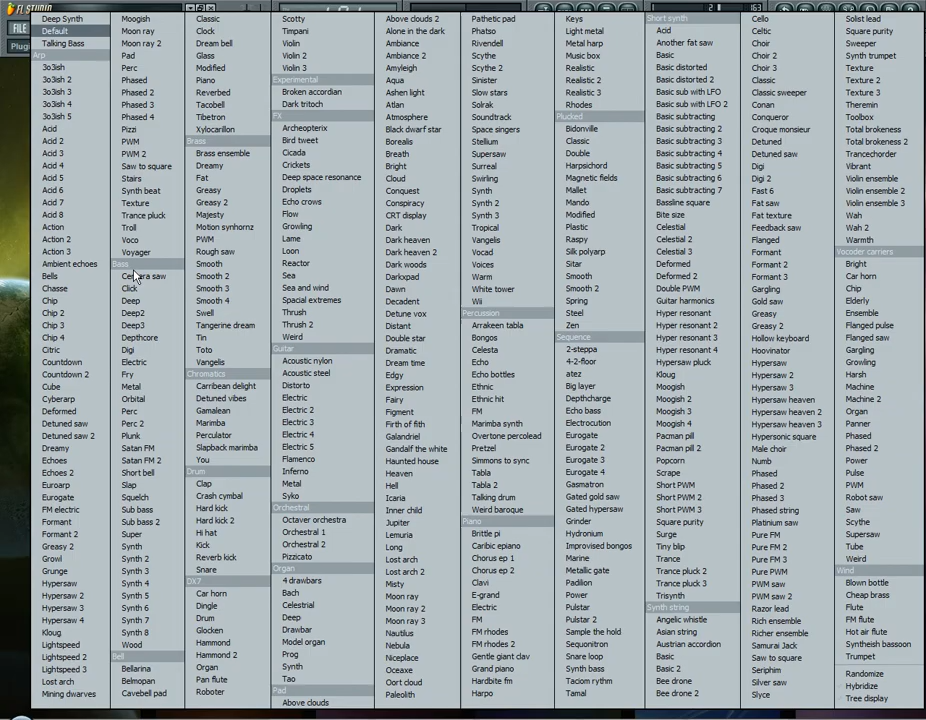 Deep Synth
Default
Talking Bass
Arp
3o3ish
3o3ish 2
3o3ish 3
3o3ish 4
3o3ish 5
Acid
Acid 2
Acid 3
Acid 4
Acid 5
Acid 6
Acid 7
Acid 8
Action
Action 2
Action 3
Ambient echoes
Bells
Chasse
Chip
Chip 2
Chip 3
Chip 4
Citric
Countdown
Countdown 2
Cube
Cyberarp
Deformed
Detuned saw
Detuned saw 2
Dreamy
Echoes
Echoes 2
Euroarp
Eurogate
FM electric
Formant
Formant 2
Greasy 2
Growl
Grunge
Hypersaw
Hypersaw 2
Hypersaw 3
Hypersaw 4
Kloug
Lightspeed
Lightspeed 2
Lightspeed 3
Lost arch
Mining dwarves
Moogish
Moon ray
Moon ray 2
Pad
Perc
Phased
Phased 2
Phased 3
Phased 4
Pizzi
PWM
PWM 2
Saw to square
Stairs
Synth beat
Texture
Trance pluck
Troll
Voco
Voyager
Bass
saw
Click
Deep
Deep2
Deep3
Depthcore
Digi
Electric
Fry
Metal
Orbital
Perc
Perc 2
Plunk
Satan FM
Satan FM 2
Short bell
Slap
Squelch
Sub bass
Sub bass 2
Super
Synth
Synth 2
Synth 3
Synth 4
Synth 5
Synth 6
Synth 7
Synth 8
Wood
Bell
Bellarina
Belmopan
Cavebell pad
Classic
Clock
Dream bell
Glass
Modified
Piano
Reverbed
Tacobell
Tibetron
Xylocarillon
Brass
Brass ensemble
Dreamy
Fat
Greasy
Greasy 2
Majesty
Motion synhornz
PWM
Rough saw
Smooth
Smooth 2
Smooth 3
Smooth 4
Swell
Tangerine dream
Tin
Toto
Vangelis
Chromatics
Carribean delight
Detuned vibes
Gamalean
Marimba
Perculator
Slapback marimba
You
Drum
Clap
Crash cymbal
Hard kick
Hard kick 2
Hi hat
Kick
Reverb kick
Snare
DX7
Car horn
Dingle
Drum
Glocken
Hammond
Hammond 2
Organ
Pan flute
Roboter
Scotty
Timpani
Violin
Violin 2
Violin 3
Experimental
Broken accordian
Dark tritoch
FX
Archeopterix
Bird tweet
Cicada
Crickets
Deep space resonance
Droplets
Echo crows
Flow
Growling
Lame
Loon
Reactor
Sea
Sea and wind
Spacial extremes
Thrush
Thrush 2
Weird
Guitar
Acoustic nylon
Acoustic steel
Distorto
Electric
Electric 2
Electric 3
Electric 4
Electric 5
Flamenco
Inferno
Metal
Syko
Orchestral
Octaver orchestra
Orchestral 1
Orchestral 2
Pizzicato
Organ
4 drawbars
Bach
Celestrial
Deep
Drawbar
Model organ
Prog
Synth
Tao
Pad
Above clouds
Above clouds 2
Alone in the dark
Ambiance
Ambiance 2
Amlightly
Aqua
Ashen light
Atlan
Atmosphere
Black dwarf star
Borealis
Breath
Bright
Cloud
Conquest
Conspiracy
CRT display
Dark
Dark heaven
Dark heaven 2
Dark woods
Darkxpad
Dawn
Decadent
Detune vox
Distant
Double star
Dramatic
Dream time
Edgy
Expression
Fairy
Figment
Firth of fith
Galandriel
Gandalf the white
Haunted house
Heaven
Hell
Icaria
Inner child
Jupiter
Lemuria
Long
Lost arch
Lost arch 2
Misty
Moon ray
Moon ray 2
Moon ray 3
Nautilus
Nebula
Niceplace
Oceaxe
Oort cloud
Paleolith
Pathetic pad
Phatso
Rivendell
Scythe
Scythe 2
Sinister
Slow stars
Solrak
Soundtrack
Space singers
Stellium
Supersaw
Surreal
Swirling
Synth
Synth 2
Synth 3
Tropical
Vangelis
Vocad
Voices
Warm
White tower
Wii
Percussion
Arrakeen tabla
Bongos
Celesta
Echo
Echo bottles
Ethnic
Ethnic hit
FM
Marimba synth
Overtone percolead
Pretzel
Simmons to sync
Tabla
Tabla 2
Talking drum
Weird baroque
Piano
Brittle pi
Caribic epiano
Chorus ep 1
Chorus ep 2
Clavi
E-grand
Electric
FM
FM rhodes
FM rhodes 2
Gentle giant clav
Grand piano
Hardbite fm
Harpo
Keys
Light metal
Metal harp
Music box
Realistic
Realistic 2
Realistic 3
Rhodes
Plucked
Bidonville
Classic
Double
Harpsichord
Magnetic fields
Mallet
Mando
Modified
Plastic
Raspy
Silk polyarp
Sitar
Smooth
Smooth 2
Spring
Steel
Zen
Sequence
2-steppa
4-2-floor
atez
Big layer
Depthcharge
Echo bass
Electrocution
Eurogate
Eurogate 2
Eurogate 3
Eurogate 4
Gasmatron
Gated gold saw
Gated hypersaw
Grinder
Hydronium
Improvised bongos
Marine
Metallic gate
Padilion
Power
Pulstar
Pulstar 2
Sample the hold
Sequonitron
Snare loop
Synth bass
Taciom rythm
Tamal
Short synth
Acid
Another fat saw
Basic
Basic distorted
Basic distorted 2
Basic sub with LFO
Basic sub with LFO 2
Basic subtracting
Basic subtracting 2
Basic subtracting 3
Basic subtracting 4
Basic subtracting 5
Basic subtracting 6
Basic subtracting 7
Bassline square
Bite size
Celestial
Celestial 2
Celestial 3
Deformed
Deformed 2
Double PWM
Guitar harmonics
Hyper resonant
Hyper resonant 2
Hyper resonant 3
Hyper resonant 4
Hypersaw pluck
Kloug
Moogish
Moogish 2
Moogish 3
Moogish 4
Pacman pill
Pacman pill 2
Popcorn
Scrape
Short PWM
Short PWM 2
Short PWM 3
Square purity
Surge
Tiny blip
Trance
Trance pluck 2
Trance pluck 3
Trisynth
Synth string
Angelic whistle
Asian string
Austrian accordion
Basic
Basic 2
Bee drone
Bee drone 2
Cello
Celtic
Choir
Choir 2
Choir 3
Classic
Classic sweeper
Conan
Conqueror
Croque monsieur
Detuned
Detuned saw
Digi
Digi 2
Fast 6
Fat saw
Fat texture
Feedback saw
Flanged
Formant
Formant 2
Formant 3
Gargling
Gold saw
Greasy
Greasy 2
Hollow keyboard
Hoovinator
Hypersaw
Hypersaw 2
Hypersaw 3
Hypersaw heaven
Hypersaw heaven 2
Hypersaw heaven 3
Hypersonic square
Male choir
Numb
Phased
Phased 2
Phased 3
Phased string
Platnium saw
Pure FM
Pure FM 2
Pure FM 3
Pure PWM
PWM saw
PWM saw 2
Razor lead
Rich ensemble
Richer ensemble
Samurai Jack
Saw to square
Seriphim
Silver saw
Slyce
Solist lead
Square purity
Sweeper
Synth trumpet
Texture
Texture 2
Texture 3
Theremin
Toolbox
Total brokeness
Total brokeness 2
Trancechorder
Vibrant
Violin ensemble
Violin ensemble 2
Violin ensemble 3
Wah
Wah 2
Warmth
Vocoder carriers
Bright
Car horn
Chip
Elderly
Ensemble
Flanged pulse
Flanged saw
Gargling
Growling
Harsh
Machine
Machine 2
Organ
Panner
Phased
Phased 2
Power
Pulse
PWM
Robot saw
Saw
Scythe
Supersaw
Tube
Weird
Wind
Blown bottle
Cheap brass
Flute
FM flute
Hot air flute
Syntheish bassoon
Trumpet
Randomize
Hybridize
Tree display
FILE